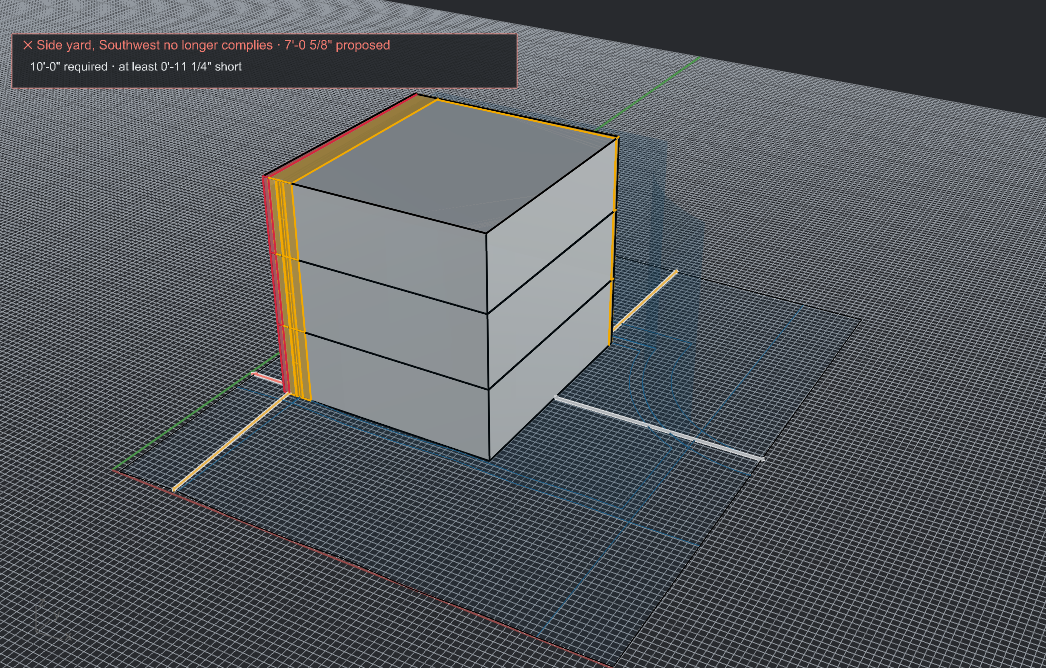 ✕ Side yard, Southwest no longer complies · 7'-0 5/8" proposed
10'-0" required · at least 0'-11 1/4" short